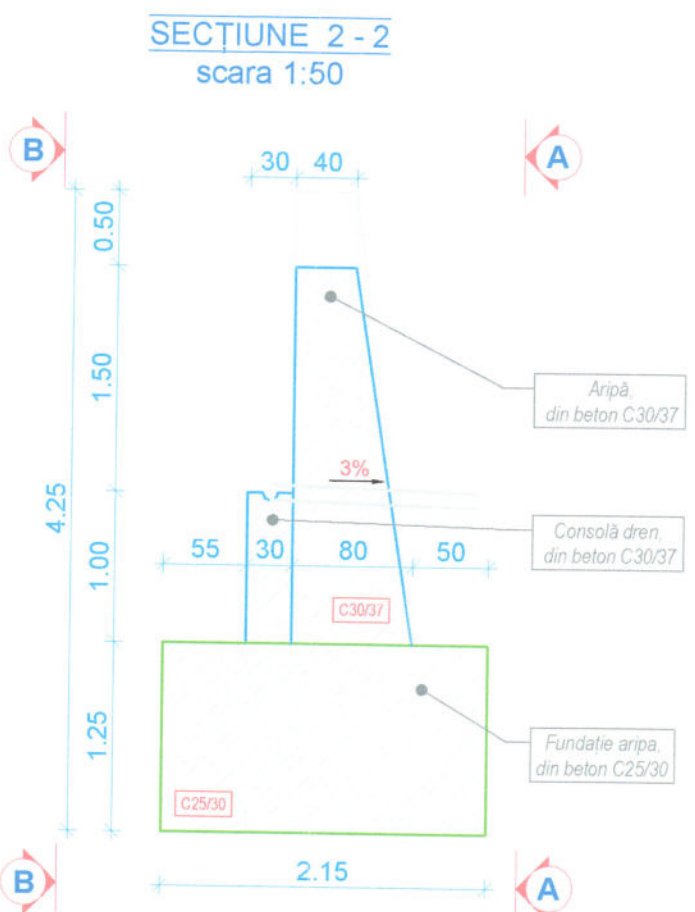 SECȚIUNE 2 - 2
scara 1:50
B
A
30
40
0.50
1.50
4.25
1.00
1.25
Aripă,
din beton C30/37
3%
Consolă dren,
din beton C30/37
55
30
80
50
C30/37
Fundație aripa,
din beton C25/30
C25/30
2.15
B
A